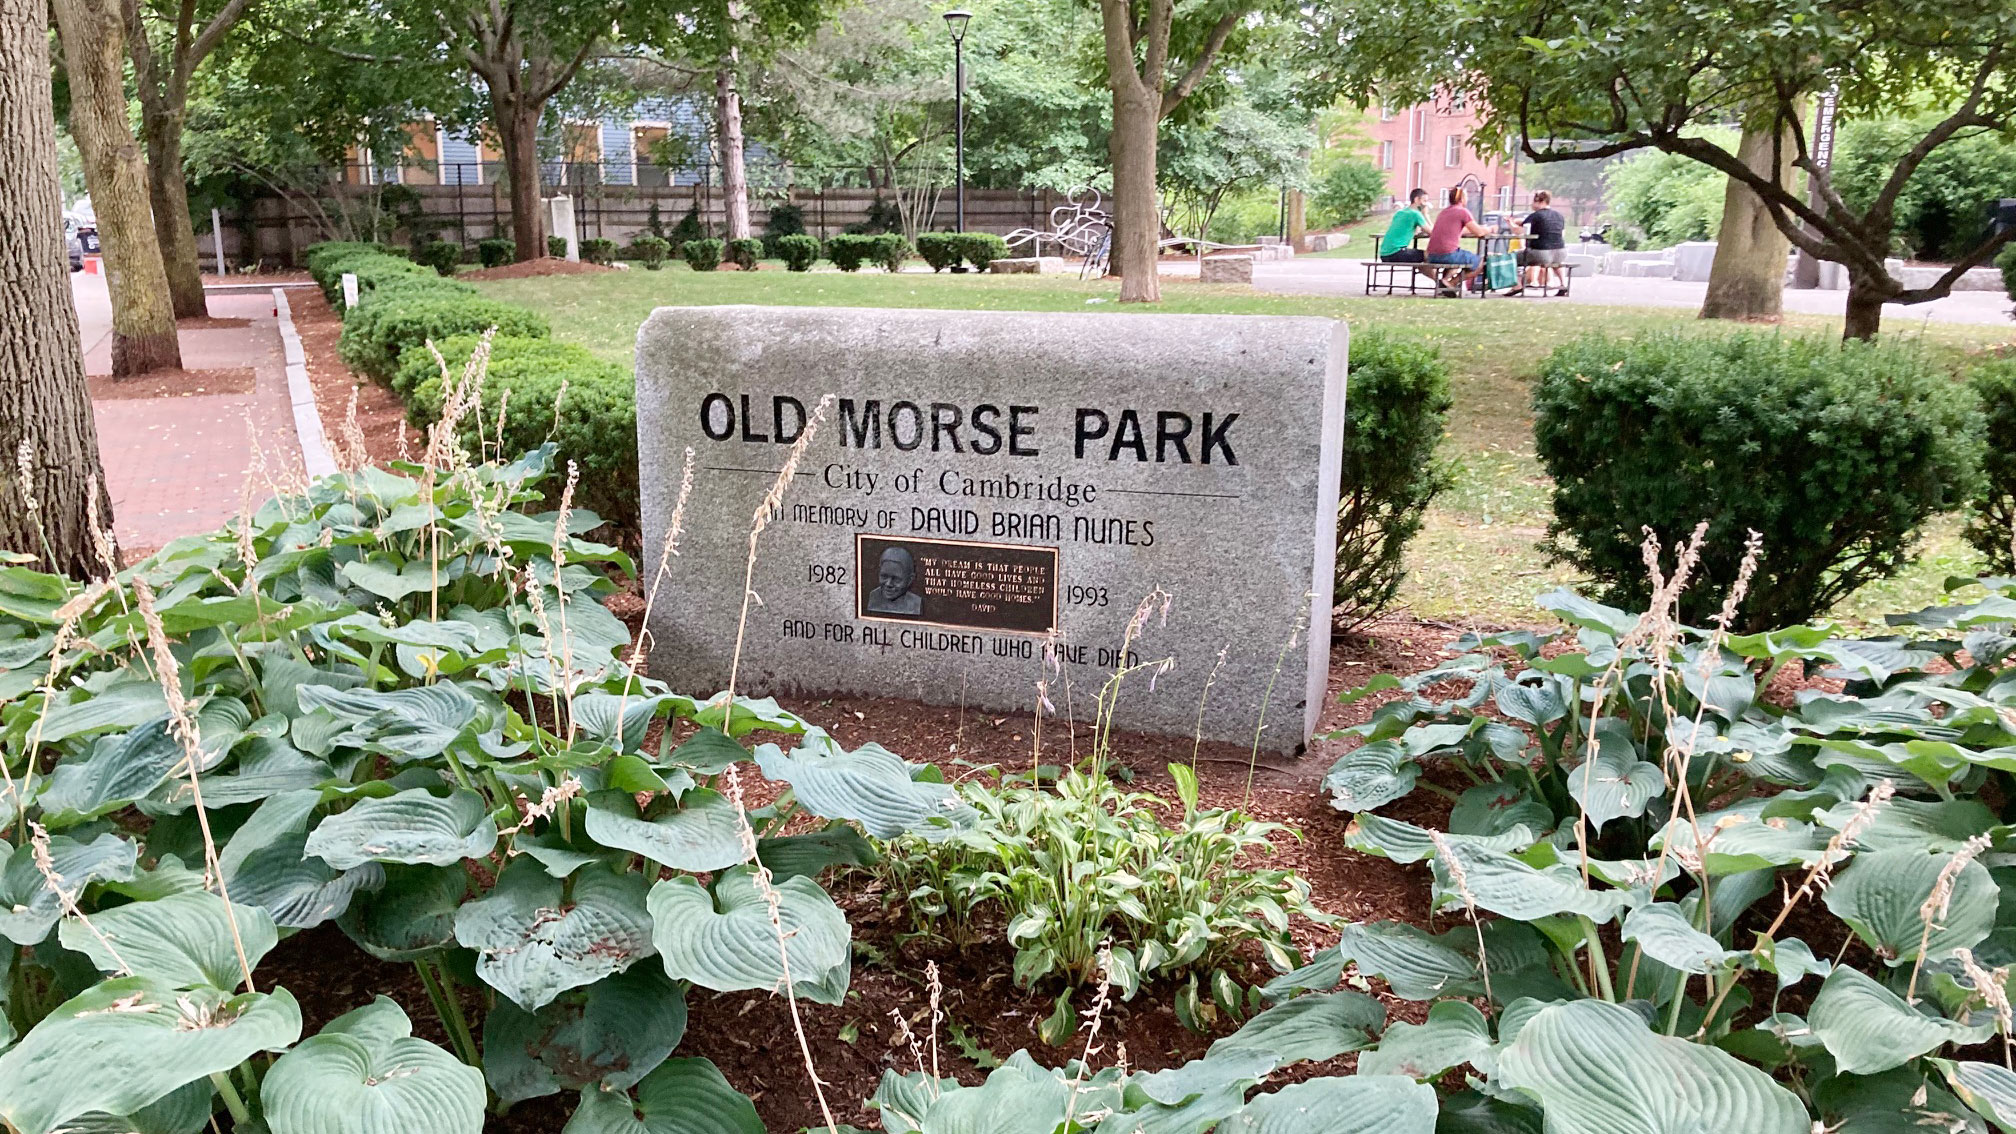 OLD MORSE PARK
City of Cambridge
IN MEMORY OF DAVID BRIAN NUNES
1982
"MY DREAM IS THAT PEOPLE
ALL HAVE GOOD LIVES AND
THAT HOMELESS CHILDREN
WOULD HAVE GOOD HOMES."
DAVID
1993
AND FOR ALL CHILDREN WHO HAVE DIED
EMERGENC